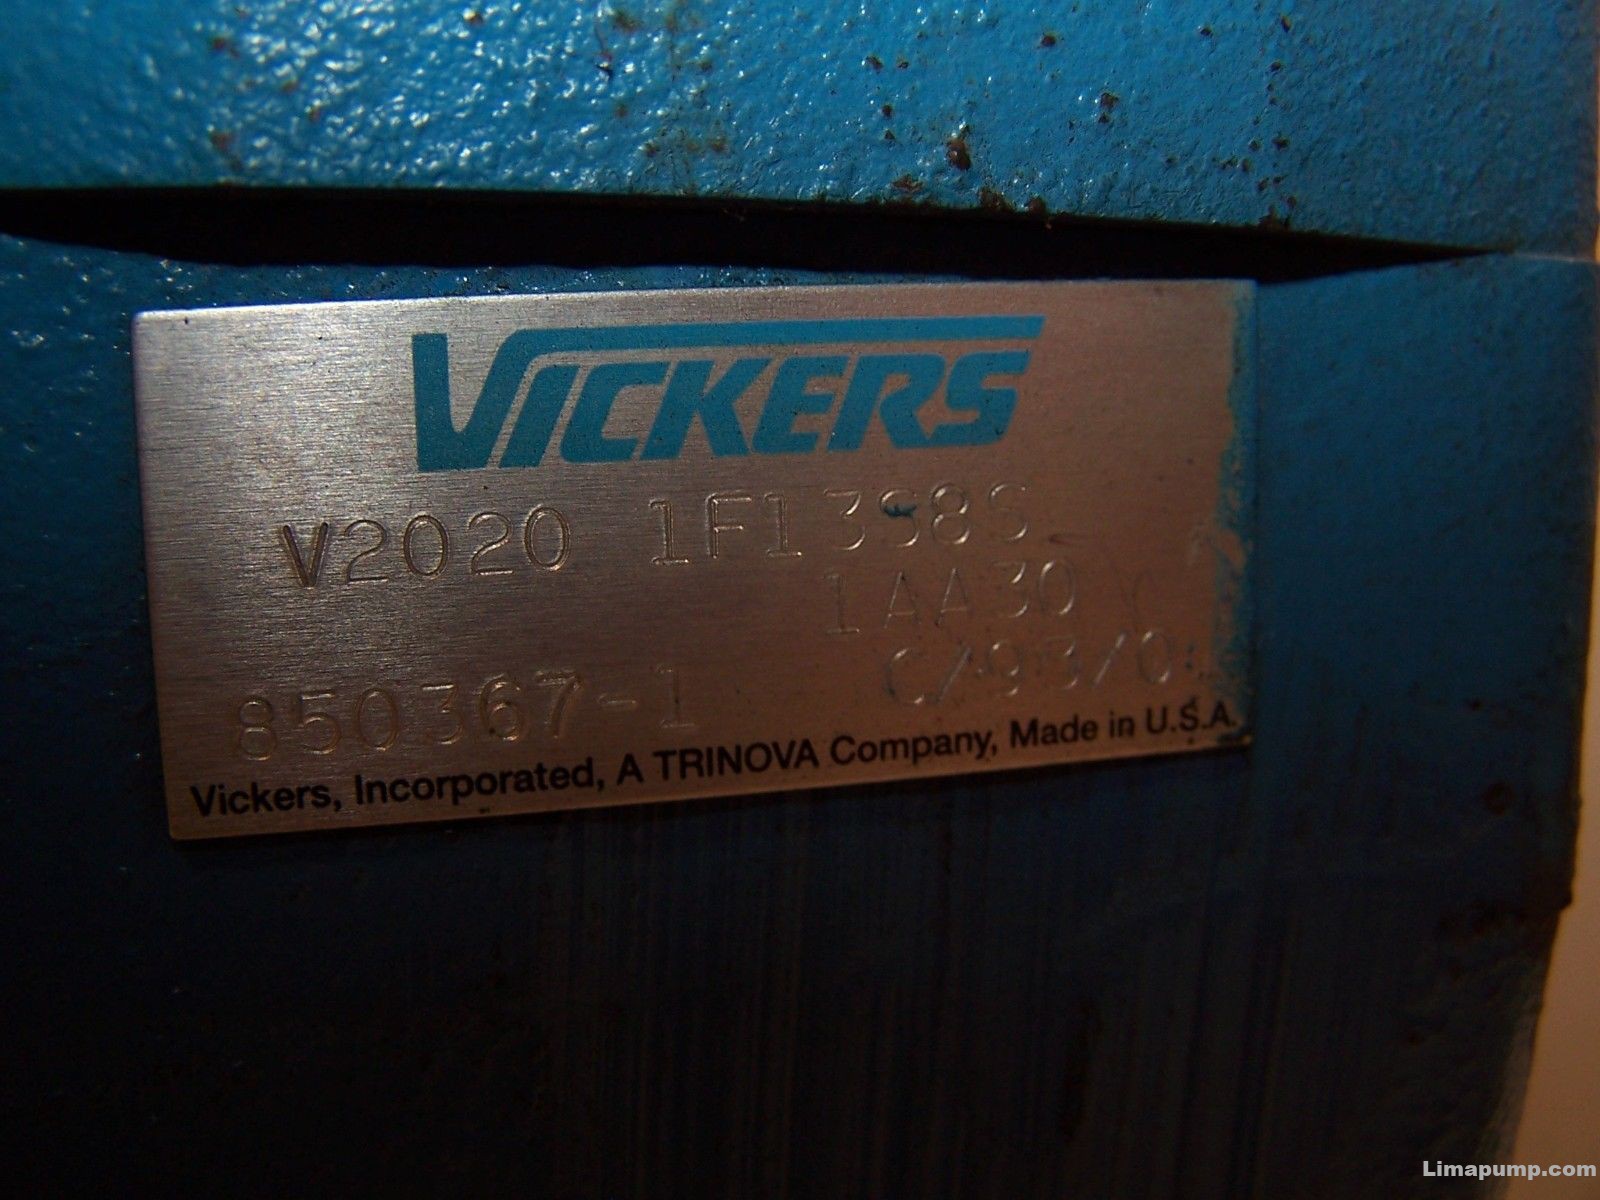 VICKERS
V2020 1F13S8S
1AA30
850367-1
Vickers, Incorporated, A TRINOVA Company, Made in U.S.A.
Limapump.com